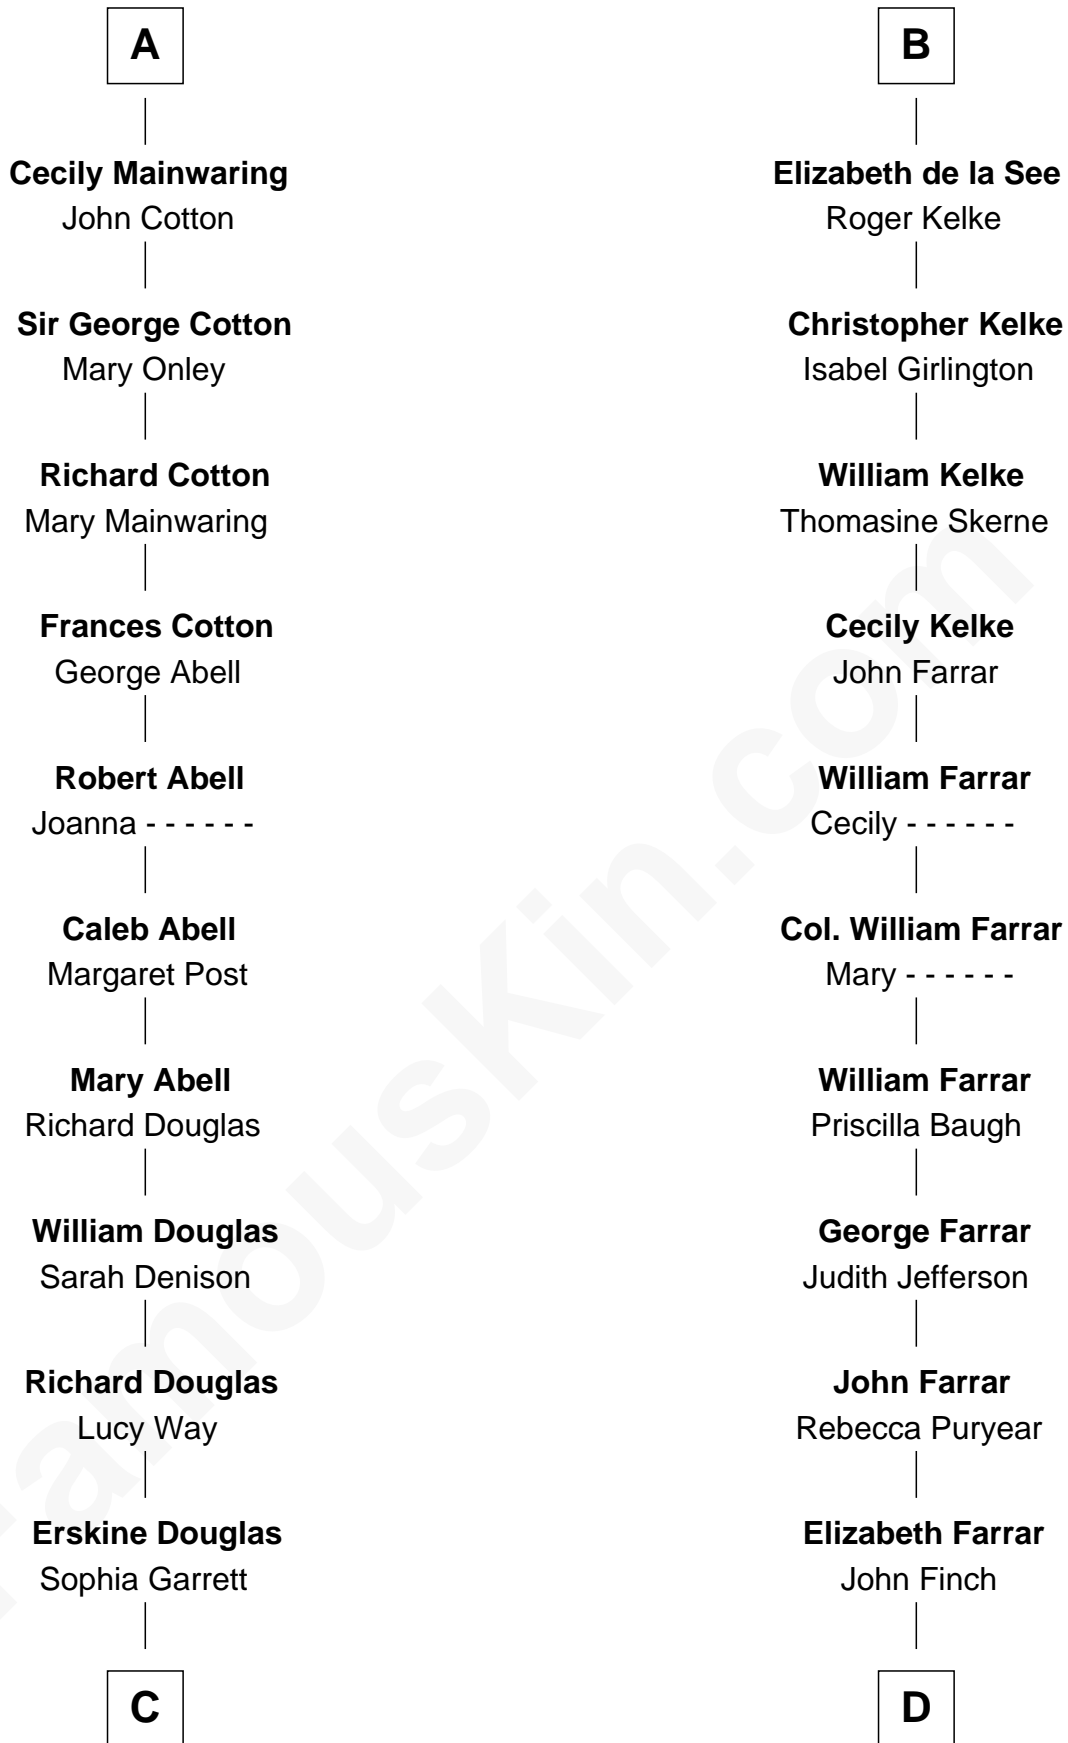 A
Cecily Mainwaring
John Cotton
Sir George Cotton
Mary Onley
Richard Cotton
Mary Mainwaring
Frances Cotton
George Abell
Robert Abell
Joanna - - - - - -
Caleb Abell
Margaret Post
Mary Abell
Richard Douglas
William Douglas
Sarah Denison
Richard Douglas
Lucy Way
Erskine Douglas
Sophia Garrett
C
B
Elizabeth de la See
Roger Kelke
Christopher Kelke
Isabel Girlington
William Kelke
Thomasine Skerne
Cecily Kelke
John Farrar
William Farrar
Cecily - - - - - -
Col. William Farrar
Mary - - - - - -
William Farrar
Priscilla Baugh
George Farrar
Judith Jefferson
John Farrar
Rebecca Puryear
Elizabeth Farrar
John Finch
D
FamousKin.com